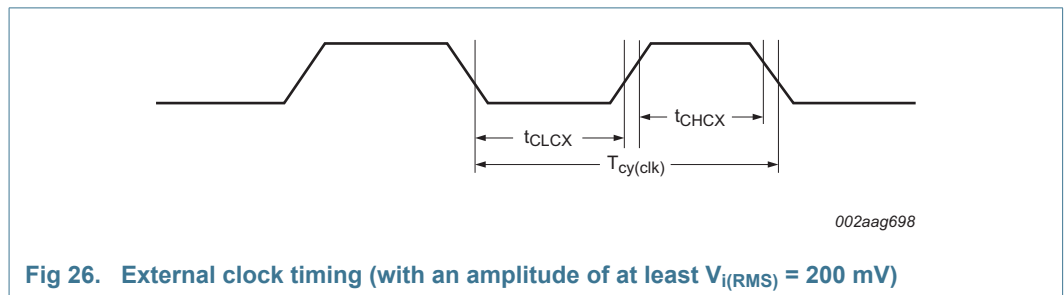 tCHCX
tCLCX
Tcy(clk)
002aag698
Fig 26. External clock timing (with an amplitude of at least Vi(RMS) = 200 mV)